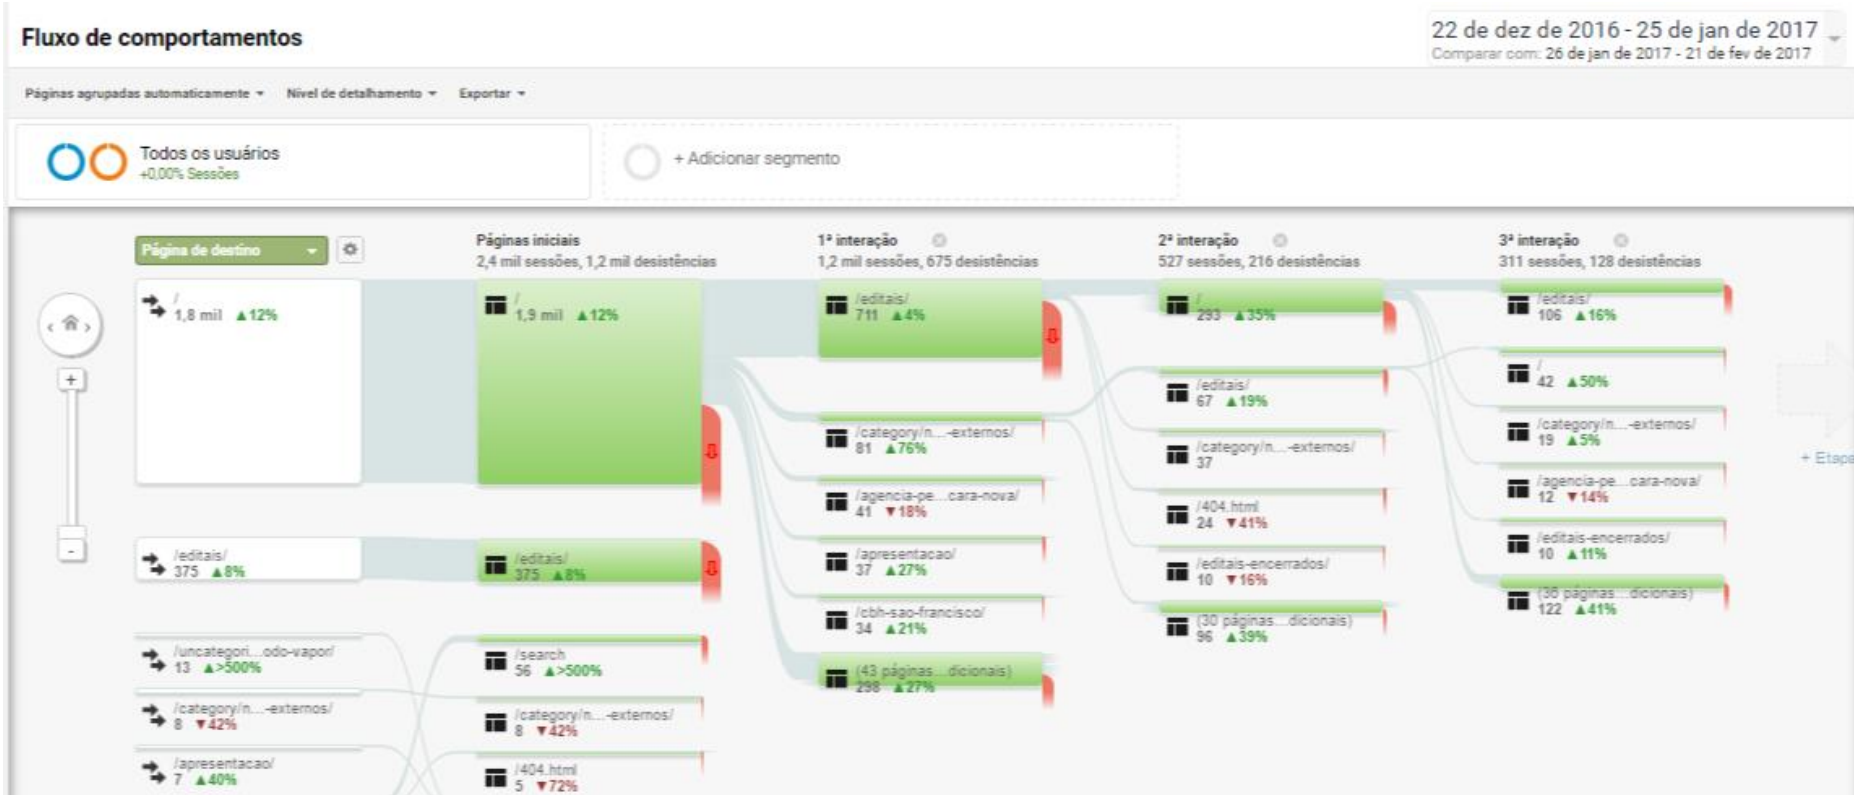 Fluxo de comportamentos
22 de dez de 2016 - 25 de jan de 2017
Comparar com: 26 de jan de 2017 - 21 de fev de 2017
Páginas agrupadas automaticamente
Nível de detalhamento
Exportar
Todos os usuários
+0,00% Sessões
+ Adicionar segmento
Página de destino
/
1,8 mil ▲12%
/editais/
375 ▲8%
/uncategori...odo-vapor/
13 ▲>500%
/category/n...-externos/
8 ▼42%
/apresentacao/
7 ▲40%
Páginas iniciais
2,4 mil sessões, 1,2 mil desistências
/
1,9 mil ▲12%
/editais/
375 ▲8%
/search
56 ▲>500%
/category/n...-externos/
8 ▼42%
/404.html
5 ▼72%
1ª interação
1,2 mil sessões, 675 desistências
/editais/
711 ▲4%
/category/n...-externos/
81 ▲76%
/agencia-pe...cara-nova/
41 ▼18%
/apresentacao/
37 ▲27%
/cbh-sao-francisco/
34 ▲21%
(43 páginas...dicionais)
298 ▲27%
2ª interação
527 sessões, 216 desistências
/
293 ▲35%
/editais/
67 ▲19%
/category/n...-externos/
37
/404.html
24 ▼41%
/editais-encerrados/
10 ▼16%
(30 páginas...dicionais)
96 ▲39%
3ª interação
311 sessões, 128 desistências
/editais/
106 ▲16%
/
42 ▲50%
/category/n...-externos/
19 ▲5%
/agencia-pe...cara-nova/
12 ▼14%
/editais-encerrados/
10 ▲11%
páginas...dicionais)
122 ▲41%
+ Etapa